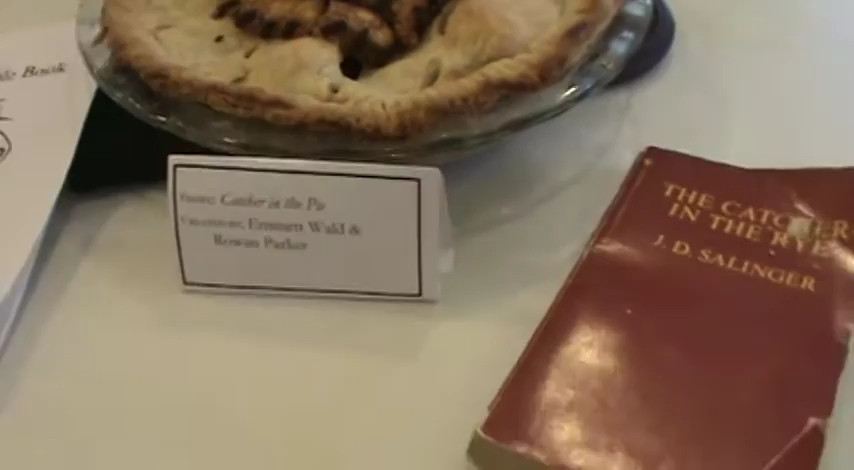 Book
Catcher in the Pie
Emmett Wald &
Rowan Parker
THE CATCHER
IN THE RYE
J. D. SALINGER